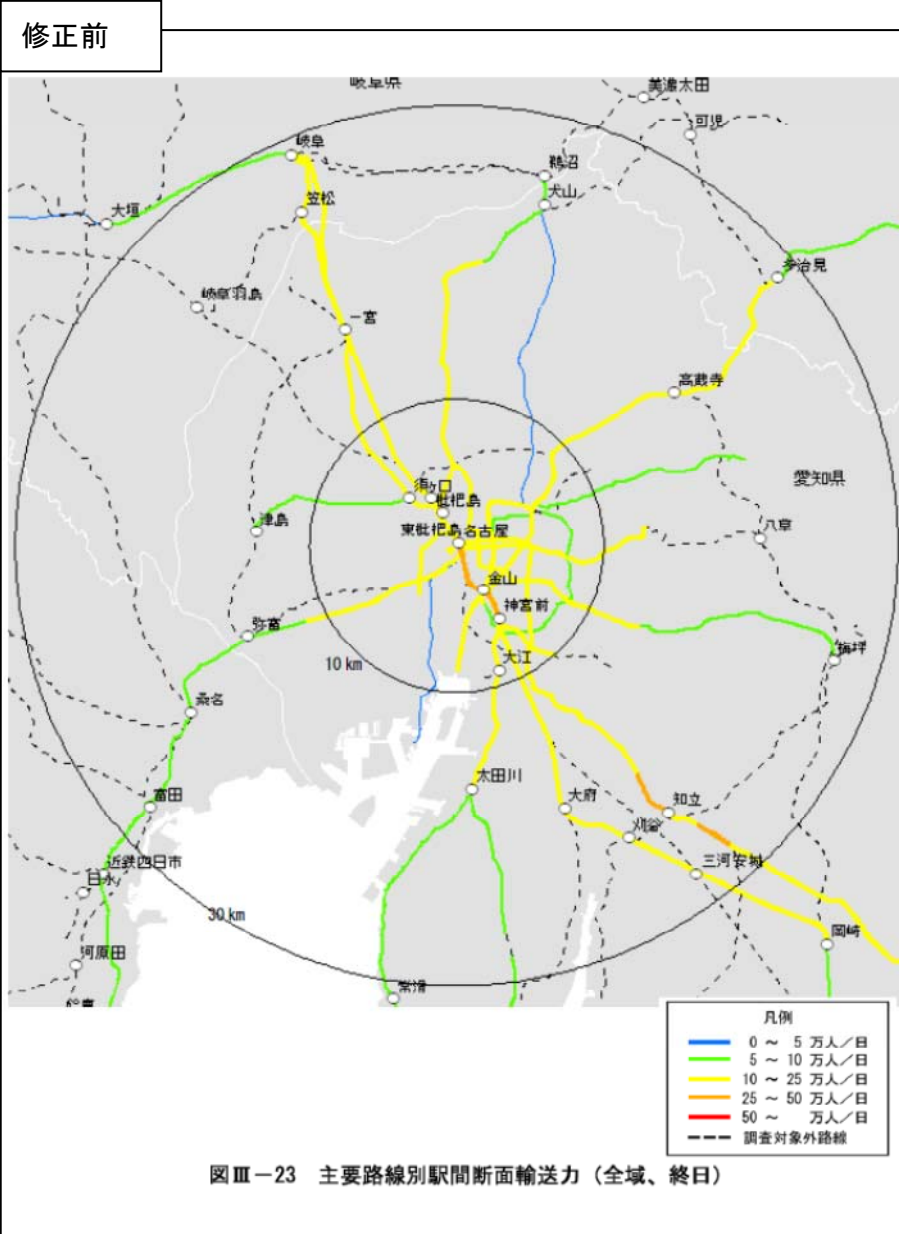 修正前
岐阜県
美濃太田
可児
岐阜
鵜沼
犬山
笠松
大垣
多治見
岐阜羽島
一宮
高蔵寺
愛知県
須ヶ口
枇杷島
津島
東枇杷島
名古屋
八草
金山
神宮前
弥富
10 km
大江
梅坪
桑名
太田川
大府
知立
富田
刈谷
三河安城
近鉄四日市
日永
30 km
岡崎
河原田
常滑
凡例
0 ～ 5 万人／日
5 ～ 10 万人／日
10 ～ 25 万人／日
25 ～ 50 万人／日
50 ～ 万人／日
調査対象外路線
図Ⅲ－23 主要路線別駅間断面輸送力（全域、終日）